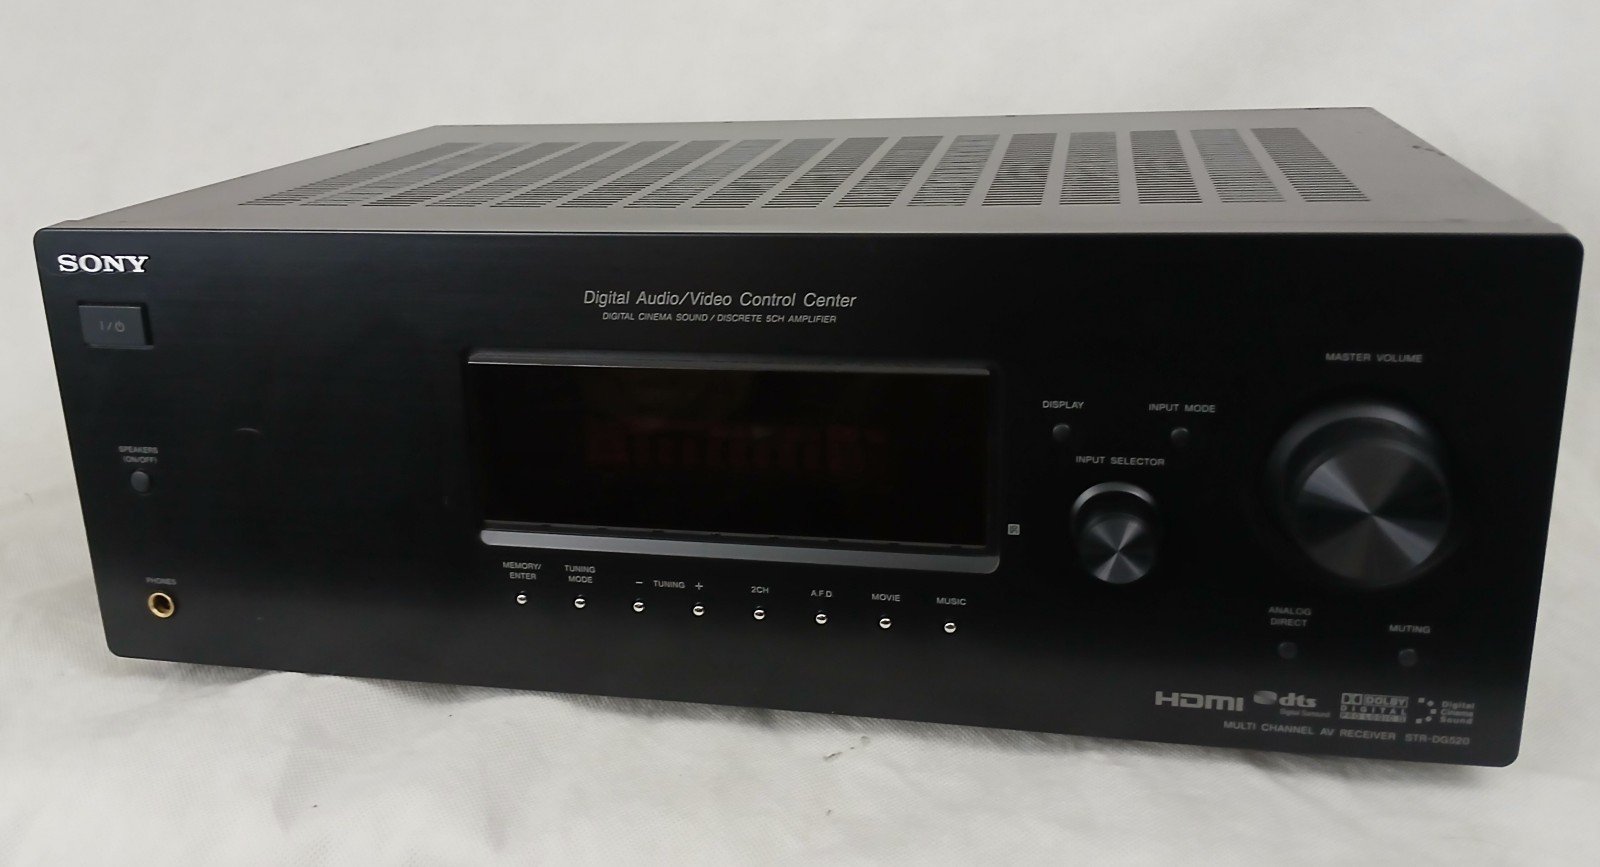 SONY
I/⏻
Digital Audio/Video Control Center
DIGITAL CINEMA SOUND / DISCRETE 5CH AMPLIFIER
MASTER VOLUME
DISPLAY
INPUT MODE
INPUT SELECTOR
SPEAKERS
(ON/OFF)
PHONES
MEMORY/
ENTER
TUNING
MODE
− TUNING +
2CH
A.F.D
MOVIE
MUSIC
ANALOG
DIRECT
MUTING
HDMI
dts
Digital Surround
DOLBY
DIGITAL
PRO LOGIC II
Digital
Cinema
Sound
MULTI CHANNEL AV RECEIVER STR-DG520